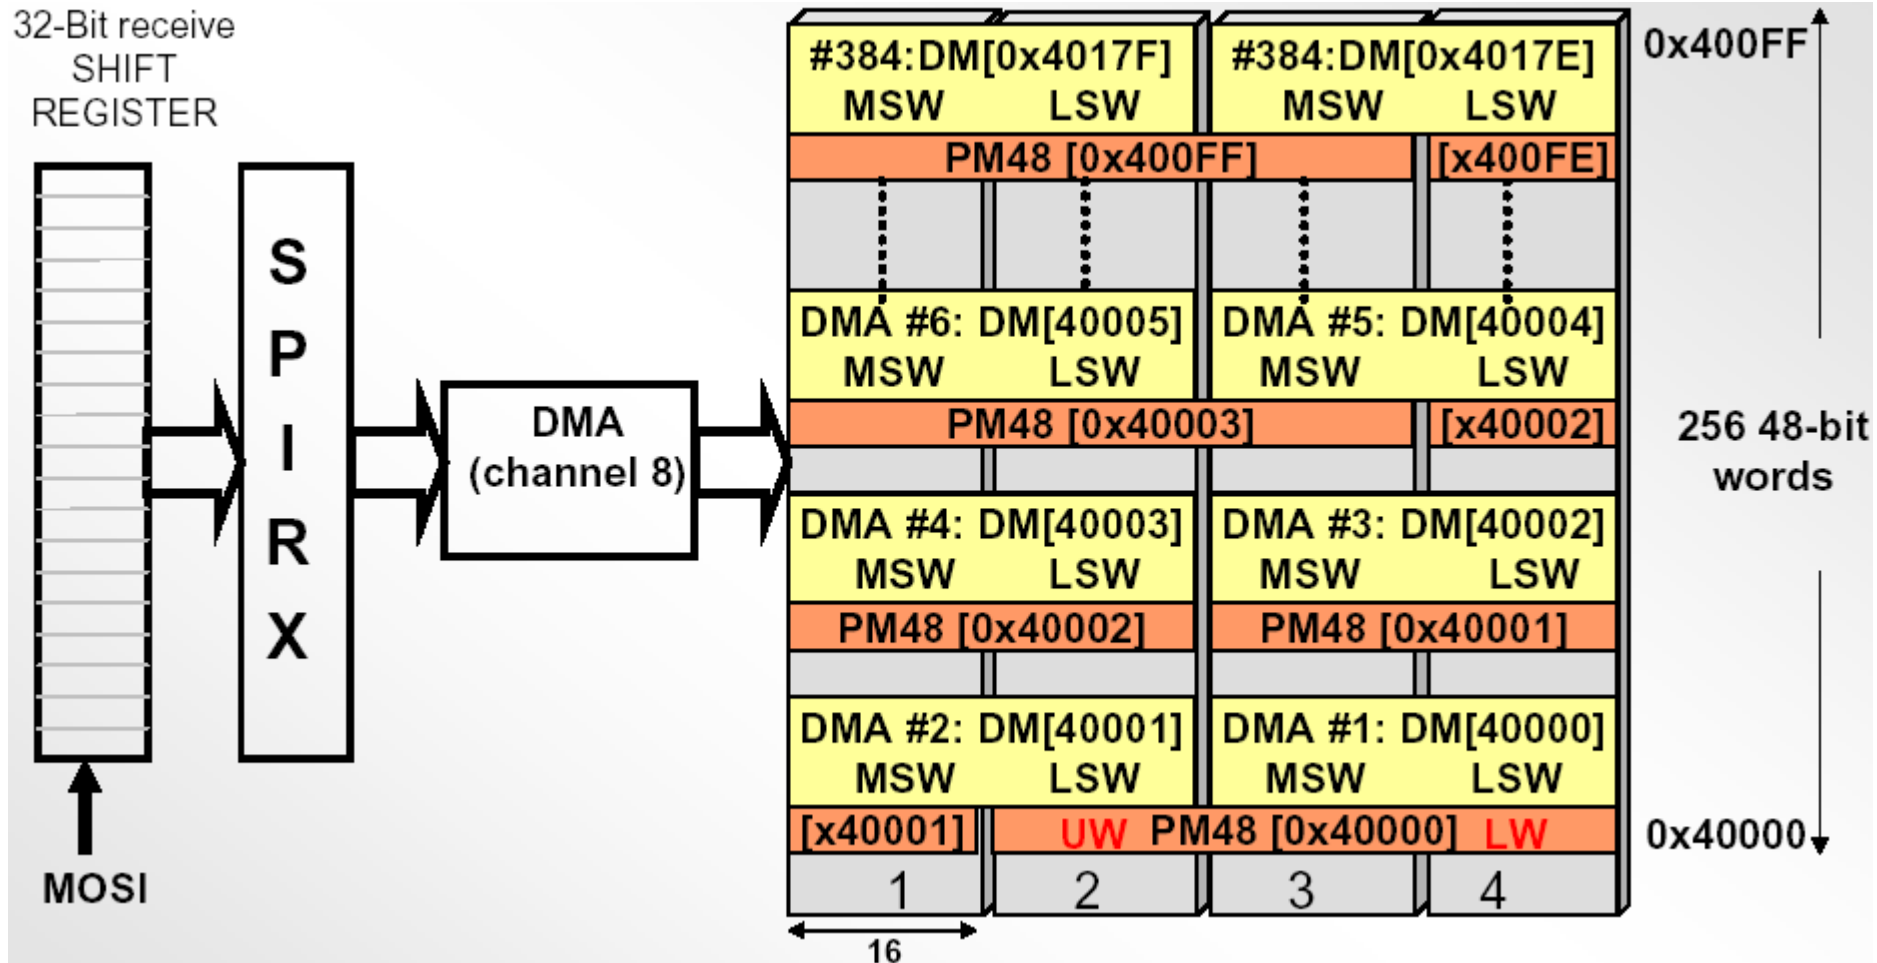 32-Bit receive
SHIFT
REGISTER
MOSI
S
P
I
R
X
DMA
(channel 8)
#384:DM[0x4017F] #384:DM[0x4017E]
MSW LSW MSW LSW
PM48 [0x400FF] [x400FE]
DMA #6: DM[40005] DMA #5: DM[40004]
MSW LSW MSW LSW
PM48 [0x40003] [x40002]
DMA #4: DM[40003] DMA #3: DM[40002]
MSW LSW MSW LSW
PM48 [0x40002] PM48 [0x40001]
DMA #2: DM[40001] DMA #1: DM[40000]
MSW LSW MSW LSW
[x40001] UW PM48 [0x40000] LW
1 2 3 4
16
0x400FF
256 48-bit
words
0x40000